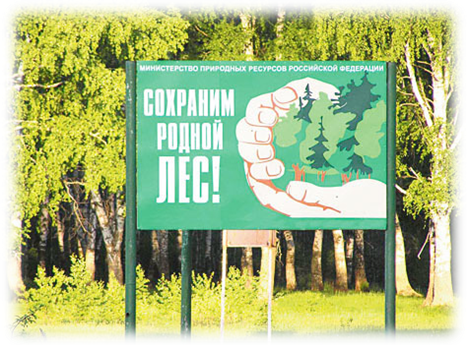 МИНИСТЕРСТВО ПРИРОДНЫХ РЕСУРСОВ РОССИЙСКОЙ ФЕДЕРАЦИИ
СОХРАНИМ
РОДНОЙ
ЛЕС!